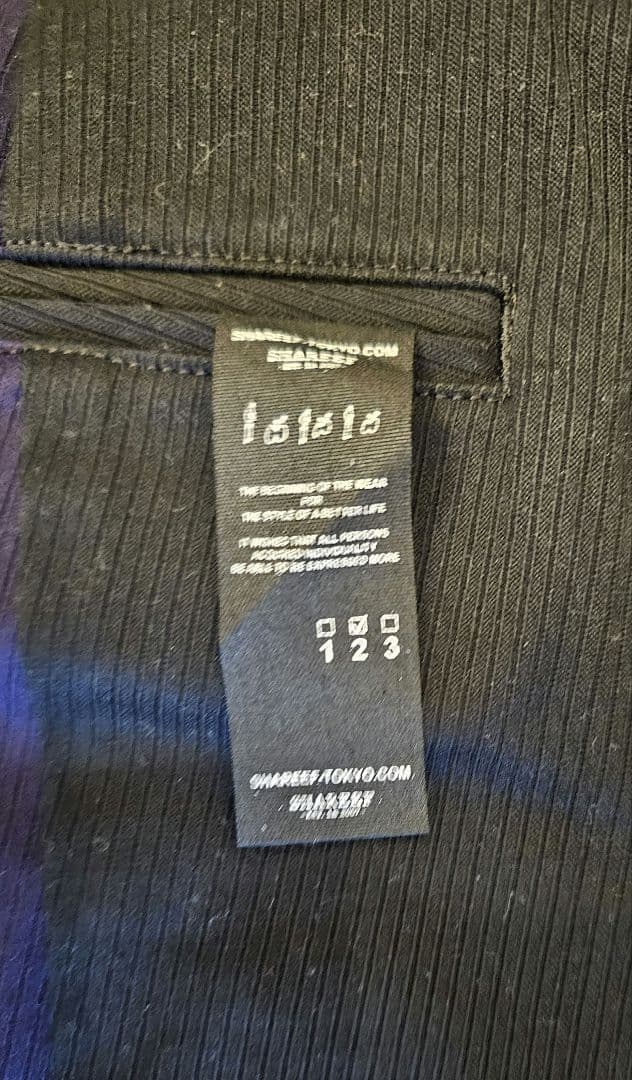 SHAREEF/TOKYO.COM
SHAREEF
THE BEGINNING OF THE WEAR
FOR
THE STYLE OF A BETTER LIFE
IT WISHES THAT ALL PERSONS
ACQUIRED INDIVIDUALITY
BE ABLE TO BE EXPRESSED MORE
1 2 3
SHAREEF/TOKYO.COM
SHAREEF